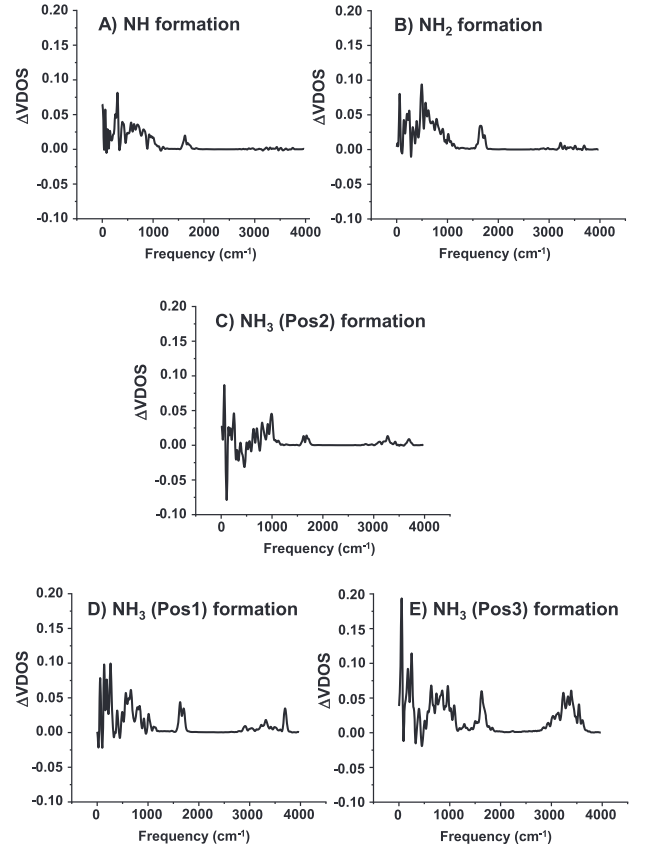 A) NH formation
ΔVDOS
0.20
0.15
0.10
0.05
0.00
-0.05
-0.10
0 1000 2000 3000 4000
Frequency (cm⁻¹)
B) NH₂ formation
ΔVDOS
0.20
0.15
0.10
0.05
0.00
-0.05
-0.10
0 1000 2000 3000 4000
Frequency (cm⁻¹)
C) NH₃ (Pos2) formation
ΔVDOS
0.20
0.15
0.10
0.05
0.00
-0.05
-0.10
0 1000 2000 3000 4000
Frequency (cm⁻¹)
D) NH₃ (Pos1) formation
ΔVDOS
0.20
0.15
0.10
0.05
0.00
-0.05
-0.10
0 1000 2000 3000 4000
Frequency (cm⁻¹)
E) NH₃ (Pos3) formation
ΔVDOS
0.20
0.15
0.10
0.05
0.00
-0.05
-0.10
0 1000 2000 3000 4000
Frequency (cm⁻¹)